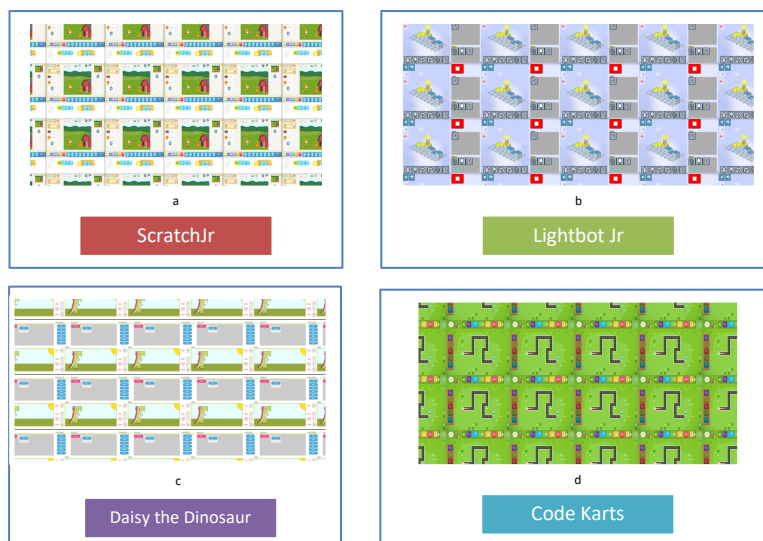 a
ScratchJr
b
Lightbot Jr
c
Daisy the Dinosaur
d
Code Karts